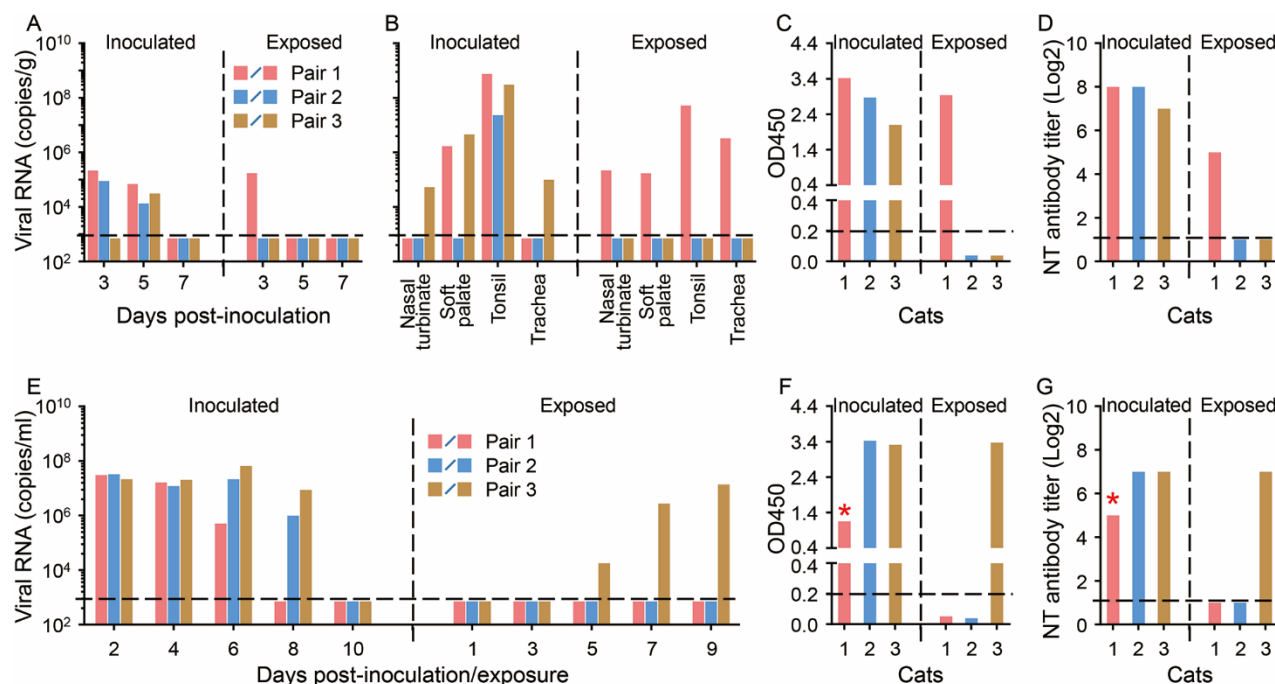 A
Viral RNA (copies/g)
10^10
10^8
10^6
10^4
10^2
Inoculated
Exposed
Pair 1
Pair 2
Pair 3
3 5 7 3 5 7
Days post-inoculation
B
Inoculated
Exposed
Nasal
turbinate
Soft
palate
Tonsil
Trachea
Nasal
turbinate
Soft
palate
Tonsil
Trachea
C
OD450
4.4
3.4
2.4
1.4
0.4
0.4
0.2
0.0
Inoculated
Exposed
1 2 3 1 2 3
Cats
D
NT antibody titer (Log2)
10
8
6
4
2
0
Inoculated
Exposed
1 2 3 1 2 3
Cats
E
Viral RNA (copies/ml)
10^10
10^8
10^6
10^4
10^2
Inoculated
Exposed
Pair 1
Pair 2
Pair 3
2 4 6 8 10 1 3 5 7 9
Days post-inoculation/exposure
F
OD450
4.4
3.4
2.4
1.4
0.4
0.4
0.2
0.0
Inoculated
Exposed
*
1 2 3 1 2 3
Cats
G
NT antibody titer (Log2)
10
8
6
4
2
0
Inoculated
Exposed
*
1 2 3 1 2 3
Cats